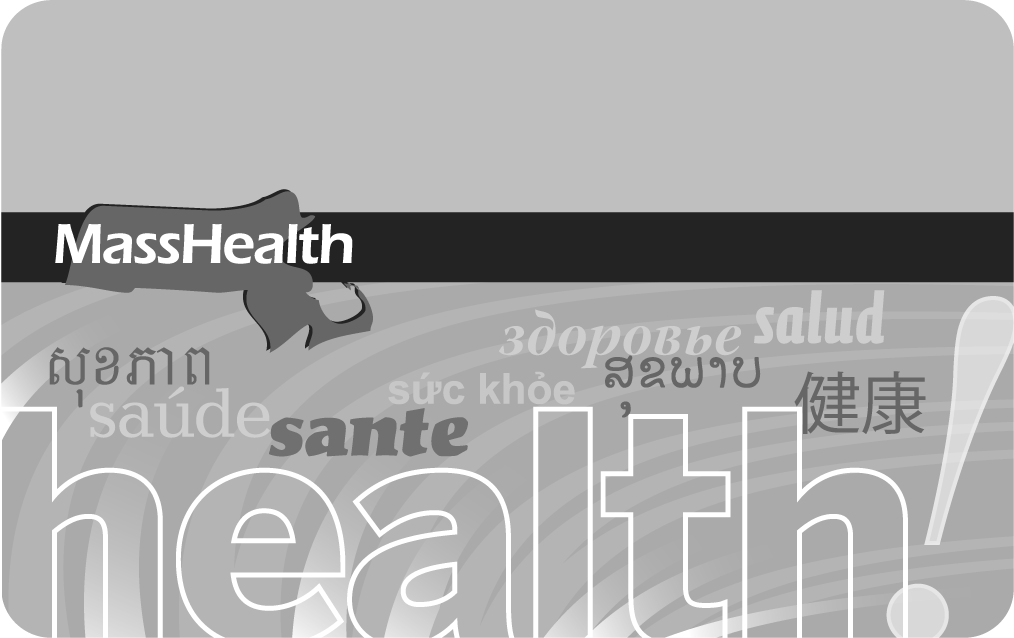 MassHealth
здоровье
salud
សុខភាព
sức khỏe
ສຸຂພາບ
健康
saúde
sante
health!